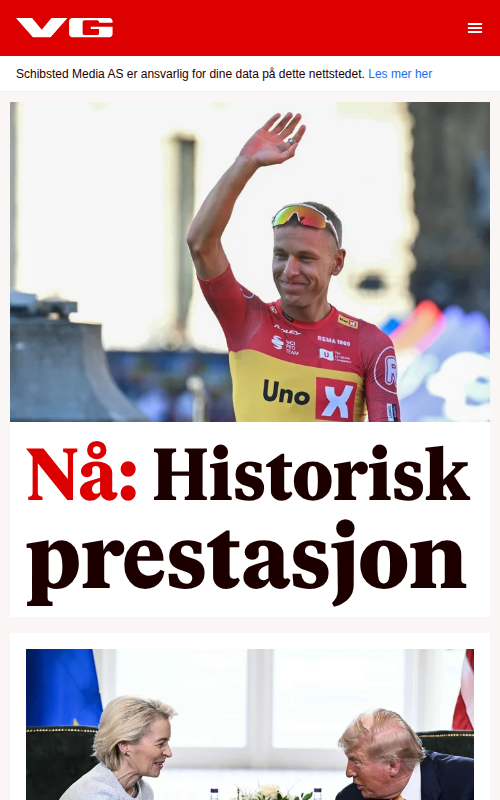 VG
Schibsted Media AS er ansvarlig for dine data på dette nettstedet. Les mer her
REMA 1000
Uno X
Nå: Historisk
prestasjon